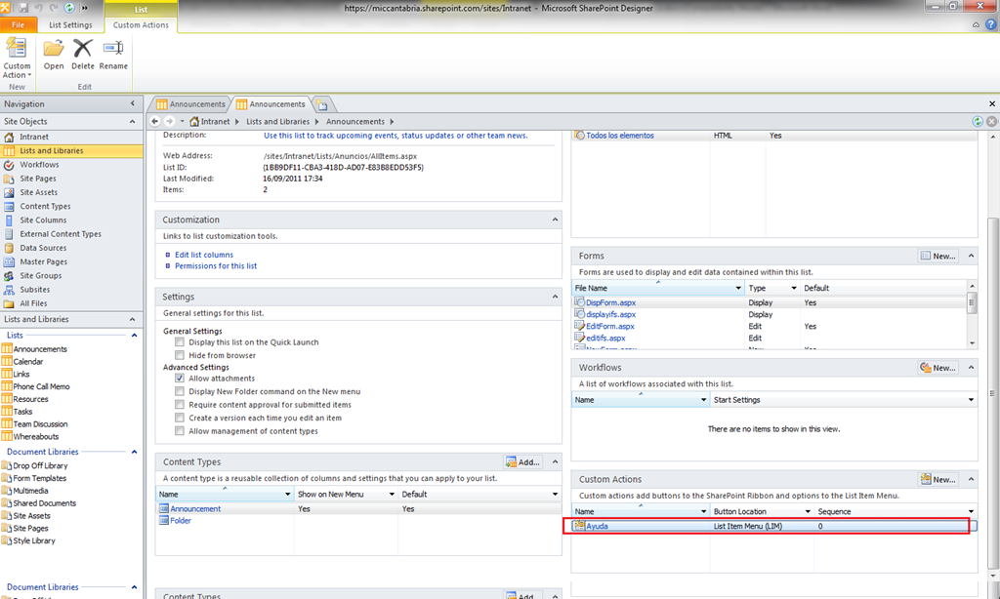 List
https://miccantabria.sharepoint.com/sites/Intranet - Microsoft SharePoint Designer
File
List Settings
Custom Actions
Custom Action
Open
Delete
Rename
New
Edit
Navigation
Site Objects
Intranet
Lists and Libraries
Workflows
Site Pages
Site Assets
Content Types
Site Columns
External Content Types
Data Sources
Master Pages
Site Groups
Subsites
All Files
Lists and Libraries
Lists
Announcements
Calendar
Links
Phone Call Memo
Resources
Tasks
Team Discussion
Whereabouts
Document Libraries
Drop Off Library
Form Templates
Multimedia
Shared Documents
Site Assets
Site Pages
Style Library
Document Libraries
Announcements
Announcements
Intranet
Lists and Libraries
Announcements
Description: Use this list to track upcoming events, status updates or other team news.
Web Address: /sites/Intranet/Lists/Anuncios/AllItems.aspx
List ID: {1BB9DF11-CBA3-418D-AD07-E83B8EDD53F5}
Last Modified: 16/09/2011 17:34
Items: 2
Customization
Links to list customization tools.
Edit list columns
Permissions for this list
Settings
General settings for this list.
General Settings
Display this list on the Quick Launch
Hide from browser
Advanced Settings
Allow attachments
Display New Folder command on the New menu
Require content approval for submitted items
Create a version each time you edit an item
Allow management of content types
Content Types
Add...
A content type is a reusable collection of columns and settings that you can apply to your list.
Name Show on New Menu Default
Announcement Yes Yes
Folder
Content Types
Add...
Todos los elementos HTML Yes
Forms
New...
Forms are used to display and edit data contained within this list.
File Name Type Default
DispForm.aspx Display Yes
displayifs.aspx Display
EditForm.aspx Edit Yes
editifs.aspx Edit
NewForm.aspx New Yes
Workflows
New...
A list of workflows associated with this list.
Name Start Settings
There are no items to show in this view.
Custom Actions
New...
Custom actions add buttons to the SharePoint Ribbon and options to the List Item Menu.
Name Button Location Sequence
Ayuda List Item Menu (LIM) 0